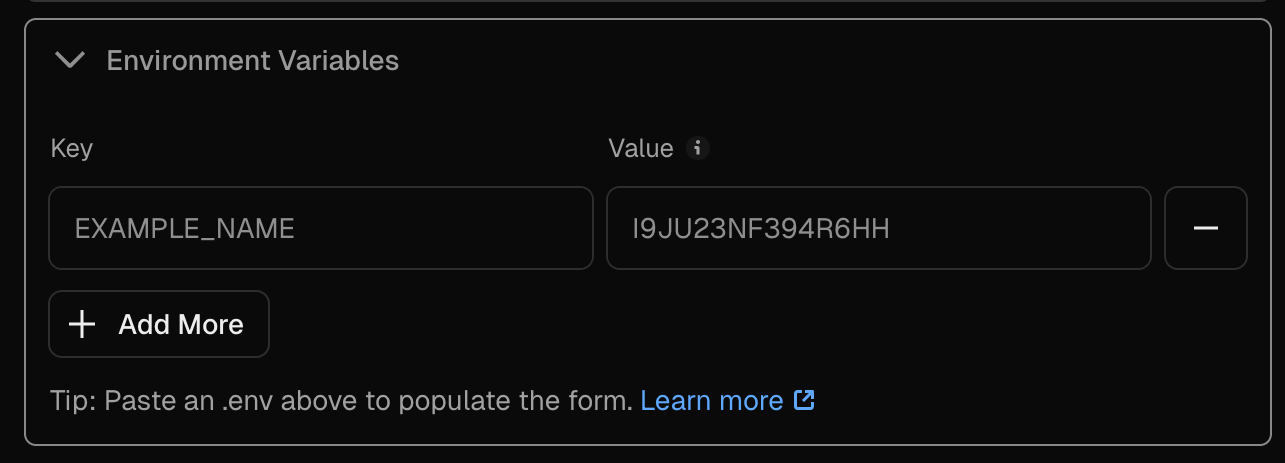 Environment Variables
Key
Value
EXAMPLE_NAME
I9JU23NF394R6HH
Add More
Tip: Paste an .env above to populate the form. Learn more